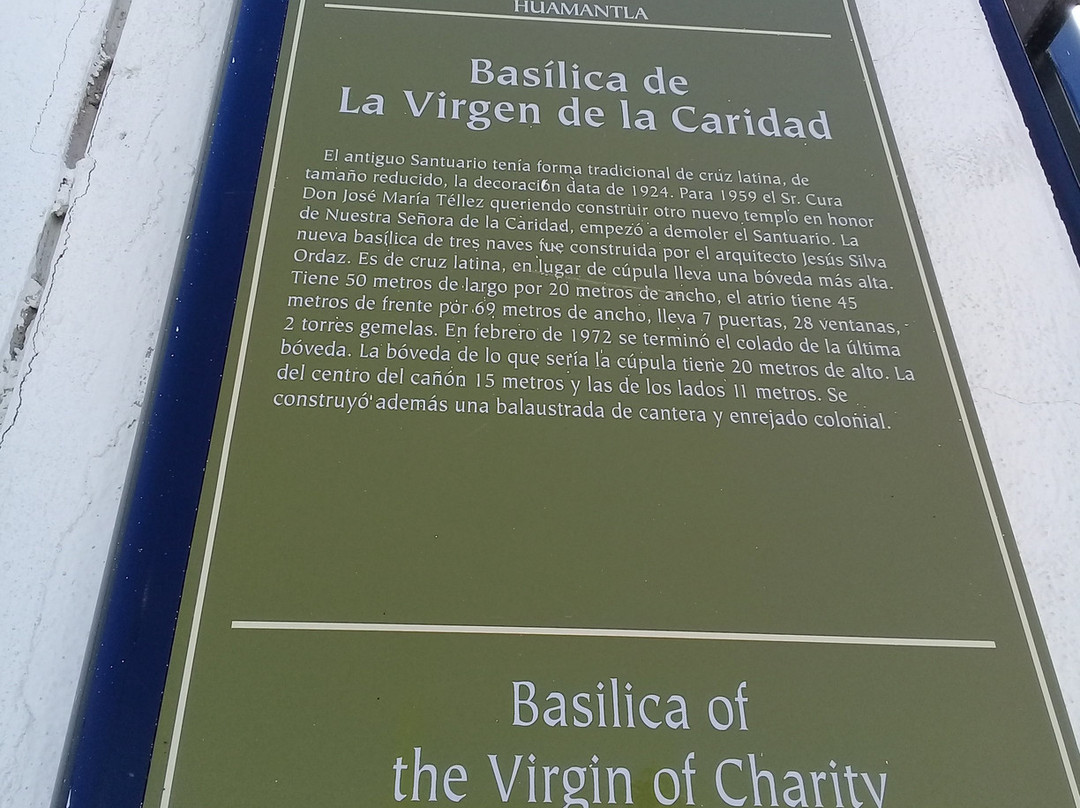 HUAMANTLA
Basílica de
La Virgen de la Caridad
El antiguo Santuario tenía forma tradicional de crúz latina, de
tamaño reducido, la decoración data de 1924. Para 1959 el Sr. Cura
Don José María Téllez queriendo construir otro nuevo templo en honor
de Nuestra Señora de la Caridad, empezó a demoler el Santuario. La
nueva basílica de tres naves fue construida por el arquitecto Jesús Silva
Ordaz. Es de cruz latina, en lugar de cúpula lleva una bóveda más alta.
Tiene 50 metros de largo por 20 metros de ancho, el atrio tiene 45
metros de frente por 69 metros de ancho, lleva 7 puertas, 28 ventanas,
2 torres gemelas. En febrero de 1972 se terminó el colado de la última
bóveda. La bóveda de lo que sería la cúpula tiene 20 metros de alto. La
del centro del cañón 15 metros y las de los lados 11 metros. Se
construyó además una balaustrada de cantera y enrejado colonial.
Basilica of
the Virgin of Charity